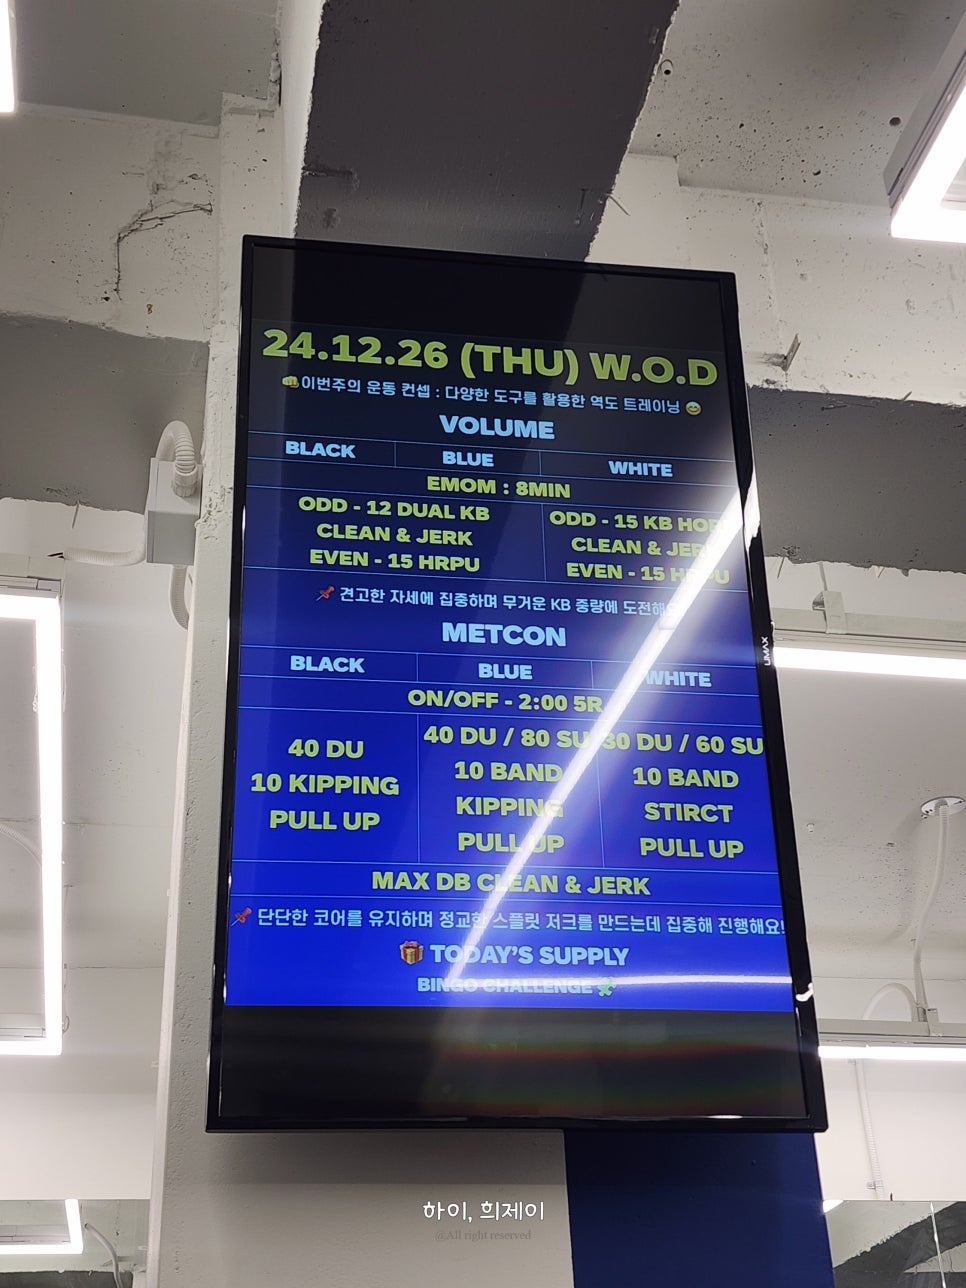 24.12.26 (THU) W.O.D
👊이번주의 운동 컨셉 : 다양한 도구를 활용한 역도 트레이닝 😊
VOLUME
BLACK BLUE WHITE
EMOM : 8MIN
ODD - 12 DUAL KB
CLEAN & JERK
EVEN - 15 HRPU
ODD - 15 KB
CLEAN & JERK
EVEN - 15 HRPU
📌 견고한 자세에 집중하며 무거운 KB 중량에 도전해요
METCON
BLACK BLUE WHITE
ON/OFF - 2:00 5R
40 DU
10 KIPPING
PULL UP
40 DU / 80 SU
10 BAND
KIPPING
PULL UP
30 DU / 60 SU
10 BAND
STIRCT
PULL UP
MAX DB CLEAN & JERK
📌 단단한 코어를 유지하며 정교한 스플릿 저크를 만드는데 집중해 진행해요!
🎁 TODAY'S SUPPLY
BINGO CHALLENGE
UMAX
하이, 희제이
@All right reserved